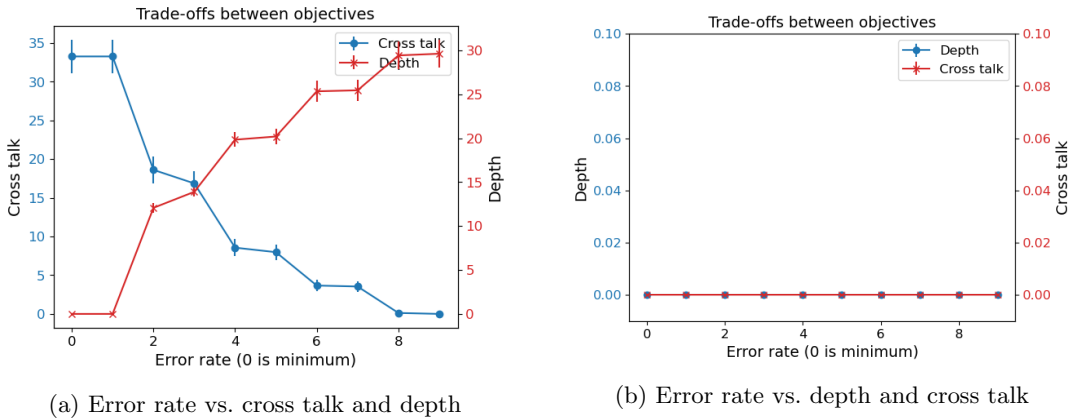 Trade-offs between objectives
Cross talk
Depth
35
30
25
20
15
10
5
0
Cross talk
30
25
20
15
10
5
0
Depth
0 2 4 6 8
Error rate (0 is minimum)
(a) Error rate vs. cross talk and depth
Trade-offs between objectives
Depth
Cross talk
0.10
0.08
0.06
0.04
0.02
0.00
Depth
0.10
0.08
0.06
0.04
0.02
0.00
Cross talk
0 2 4 6 8
Error rate (0 is minimum)
(b) Error rate vs. depth and cross talk